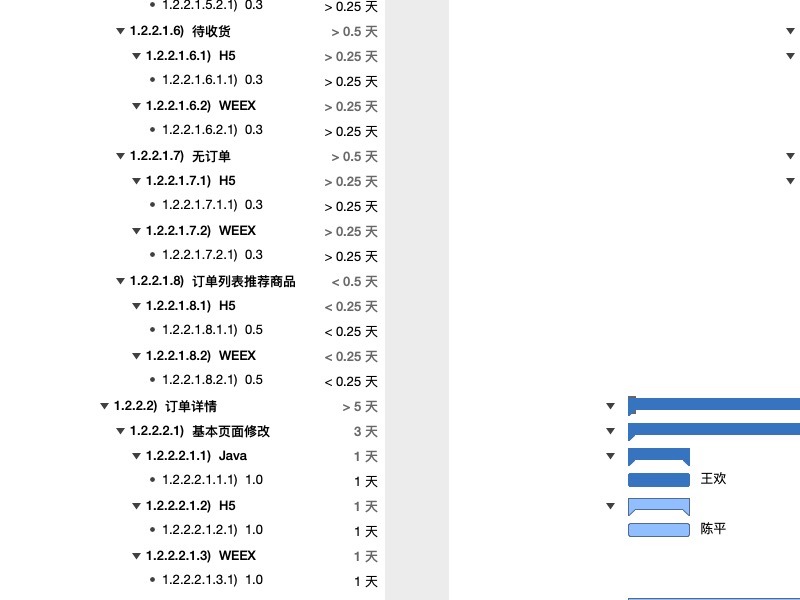 1.2.2.1.5.2.1) 0.3 > 0.25 天
1.2.2.1.6) 待收货 > 0.5 天
1.2.2.1.6.1) H5 > 0.25 天
1.2.2.1.6.1.1) 0.3 > 0.25 天
1.2.2.1.6.2) WEEX > 0.25 天
1.2.2.1.6.2.1) 0.3 > 0.25 天
1.2.2.1.7) 无订单 > 0.5 天
1.2.2.1.7.1) H5 > 0.25 天
1.2.2.1.7.1.1) 0.3 > 0.25 天
1.2.2.1.7.2) WEEX > 0.25 天
1.2.2.1.7.2.1) 0.3 > 0.25 天
1.2.2.1.8) 订单列表推荐商品 < 0.5 天
1.2.2.1.8.1) H5 < 0.25 天
1.2.2.1.8.1.1) 0.5 < 0.25 天
1.2.2.1.8.2) WEEX < 0.25 天
1.2.2.1.8.2.1) 0.5 < 0.25 天
1.2.2.2) 订单详情 > 5 天
1.2.2.2.1) 基本页面修改 3 天
1.2.2.2.1.1) Java 1 天
1.2.2.2.1.1.1) 1.0 1 天 王欢
1.2.2.2.1.2) H5 1 天
1.2.2.2.1.2.1) 1.0 1 天 陈平
1.2.2.2.1.3) WEEX 1 天
1.2.2.2.1.3.1) 1.0 1 天